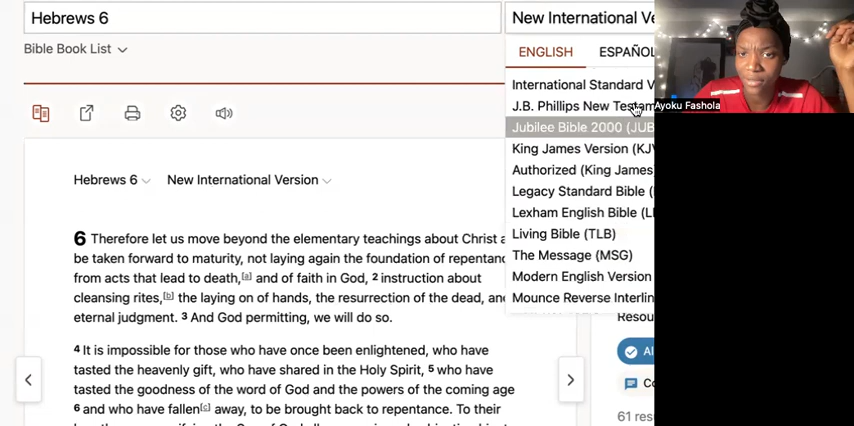 Hebrews 6
New International Ve
Bible Book List
ENGLISH ESPAÑOL
International Standard V
J.B. Phillips New Testam
Ayoku Fashola
Jubilee Bible 2000 (JUB
King James Version (KJV
Authorized (King James
Legacy Standard Bible (
Lexham English Bible (L
Living Bible (TLB)
The Message (MSG)
Modern English Version
Mounce Reverse Interlin
Hebrews 6 New International Version
6 Therefore let us move beyond the elementary teachings about Christ a
be taken forward to maturity, not laying again the foundation of repentanc
from acts that lead to death,[a] and of faith in God, 2 instruction about
cleansing rites,[b] the laying on of hands, the resurrection of the dead, and
eternal judgment. 3 And God permitting, we will do so.
4 It is impossible for those who have once been enlightened, who have
tasted the heavenly gift, who have shared in the Holy Spirit, 5 who have
tasted the goodness of the word of God and the powers of the coming age
6 and who have fallen[c] away, to be brought back to repentance. To their
Resou
Al
Co
61 res